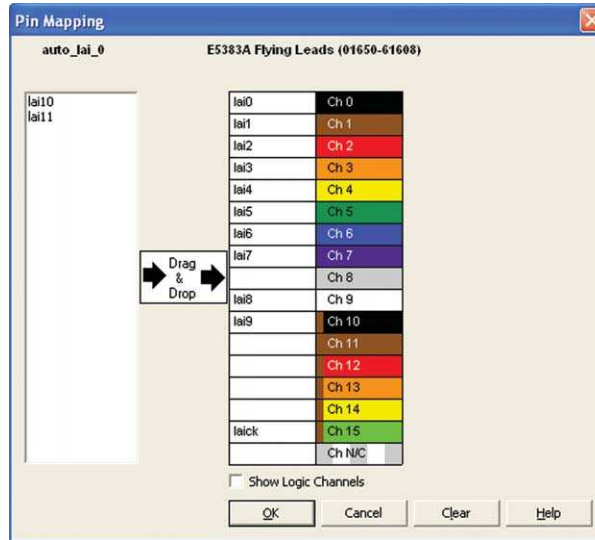 Pin Mapping
auto_lai_0
E5383A Flying Leads (01650-61608)
lai10
lai11
Drag
&
Drop
lai0 Ch 0
lai1 Ch 1
lai2 Ch 2
lai3 Ch 3
lai4 Ch 4
lai5 Ch 5
lai6 Ch 6
lai7 Ch 7
Ch 8
lai8 Ch 9
lai9 Ch 10
Ch 11
Ch 12
Ch 13
Ch 14
laick Ch 15
Ch N/C
Show Logic Channels
OK Cancel Clear Help